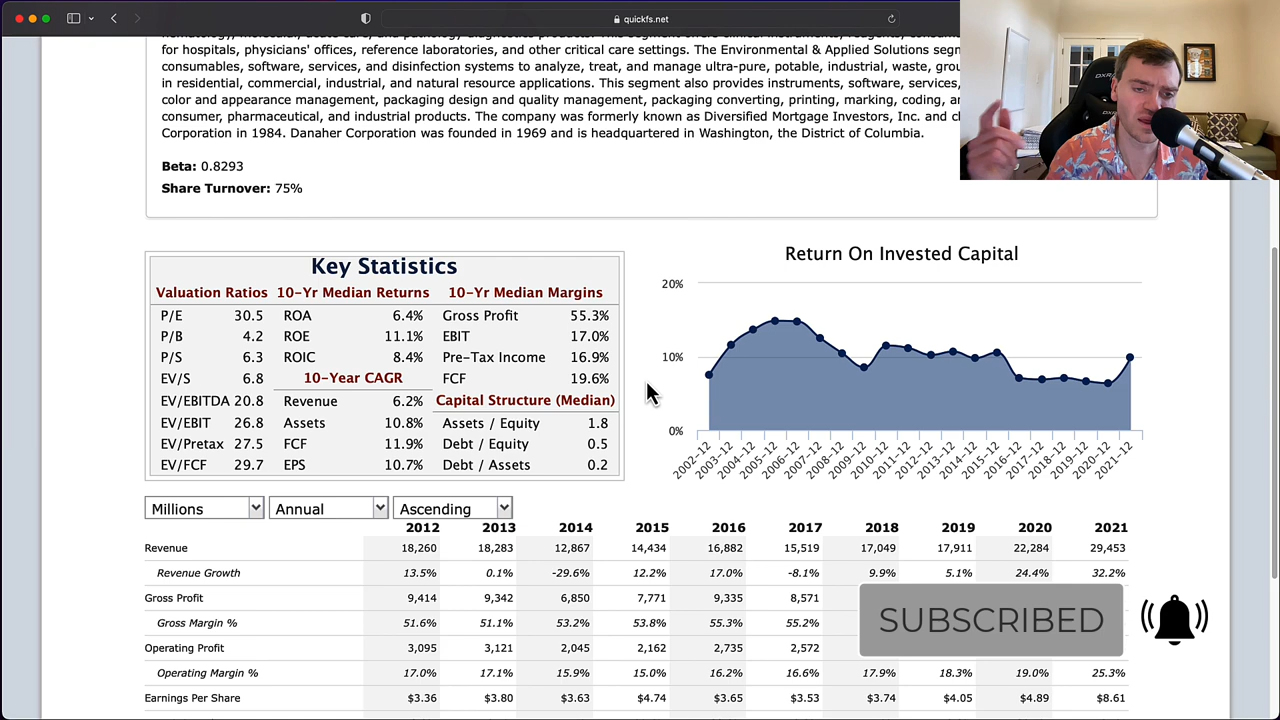 quickfs.net
for hospitals, physicians' offices, reference laboratories, and other critical care settings. The Environmental & Applied Solutions segn
consumables, software, services, and disinfection systems to analyze, treat, and manage ultra-pure, potable, industrial, waste, grou
in residential, commercial, industrial, and natural resource applications. This segment also provides instruments, software, services,
color and appearance management, packaging design and quality management, packaging converting, printing, marking, coding, ar
consumer, pharmaceutical, and industrial products. The company was formerly known as Diversified Mortgage Investors, Inc. and cl
Corporation in 1984. Danaher Corporation was founded in 1969 and is headquartered in Washington, the District of Columbia.
Beta: 0.8293
Share Turnover: 75%
Key Statistics
Valuation Ratios 10-Yr Median Returns 10-Yr Median Margins
P/E 30.5 ROA 6.4% Gross Profit 55.3%
P/B 4.2 ROE 11.1% EBIT 17.0%
P/S 6.3 ROIC 8.4% Pre-Tax Income 16.9%
EV/S 6.8 10-Year CAGR FCF 19.6%
EV/EBITDA 20.8 Revenue 6.2% Capital Structure (Median)
EV/EBIT 26.8 Assets 10.8% Assets / Equity 1.8
EV/Pretax 27.5 FCF 11.9% Debt / Equity 0.5
EV/FCF 29.7 EPS 10.7% Debt / Assets 0.2
Return On Invested Capital
20%
10%
0%
2002-12 2003-12 2004-12 2005-12 2006-12 2007-12 2008-12 2009-12 2010-12 2011-12 2012-12 2013-12 2014-12 2015-12 2016-12 2017-12 2018-12 2019-12 2020-12 2021-12
Millions Annual Ascending
2012 2013 2014 2015 2016 2017 2018 2019 2020 2021
Revenue 18,260 18,283 12,867 14,434 16,882 15,519 17,049 17,911 22,284 29,453
Revenue Growth 13.5% 0.1% -29.6% 12.2% 17.0% -8.1% 9.9% 5.1% 24.4% 32.2%
Gross Profit 9,414 9,342 6,850 7,771 9,335 8,571
Gross Margin % 51.6% 51.1% 53.2% 53.8% 55.3% 55.2%
Operating Profit 3,095 3,121 2,045 2,162 2,735 2,572
Operating Margin % 17.0% 17.1% 15.9% 15.0% 16.2% 16.6% 17.9% 18.3% 19.0% 25.3%
Earnings Per Share $3.36 $3.80 $3.63 $4.74 $3.65 $3.53 $3.74 $4.05 $4.89 $8.61
SUBSCRIBED